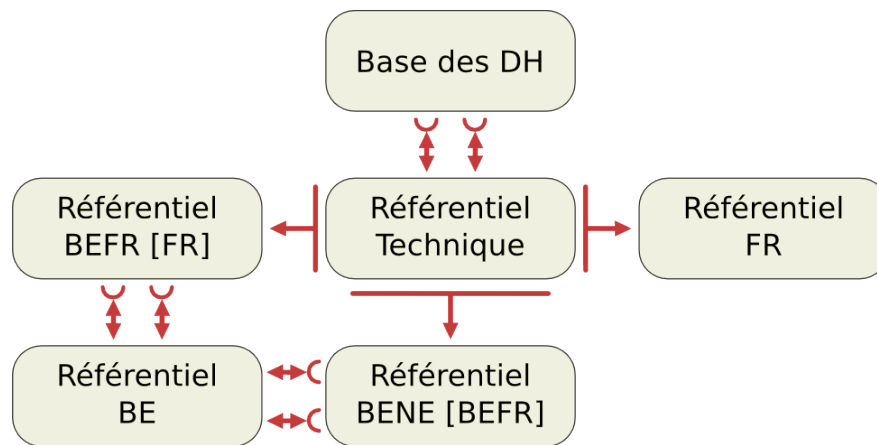 Base des DH
Référentiel
BEFR [FR]
Référentiel
Technique
Référentiel
FR
Référentiel
BE
Référentiel
BENE [BEFR]